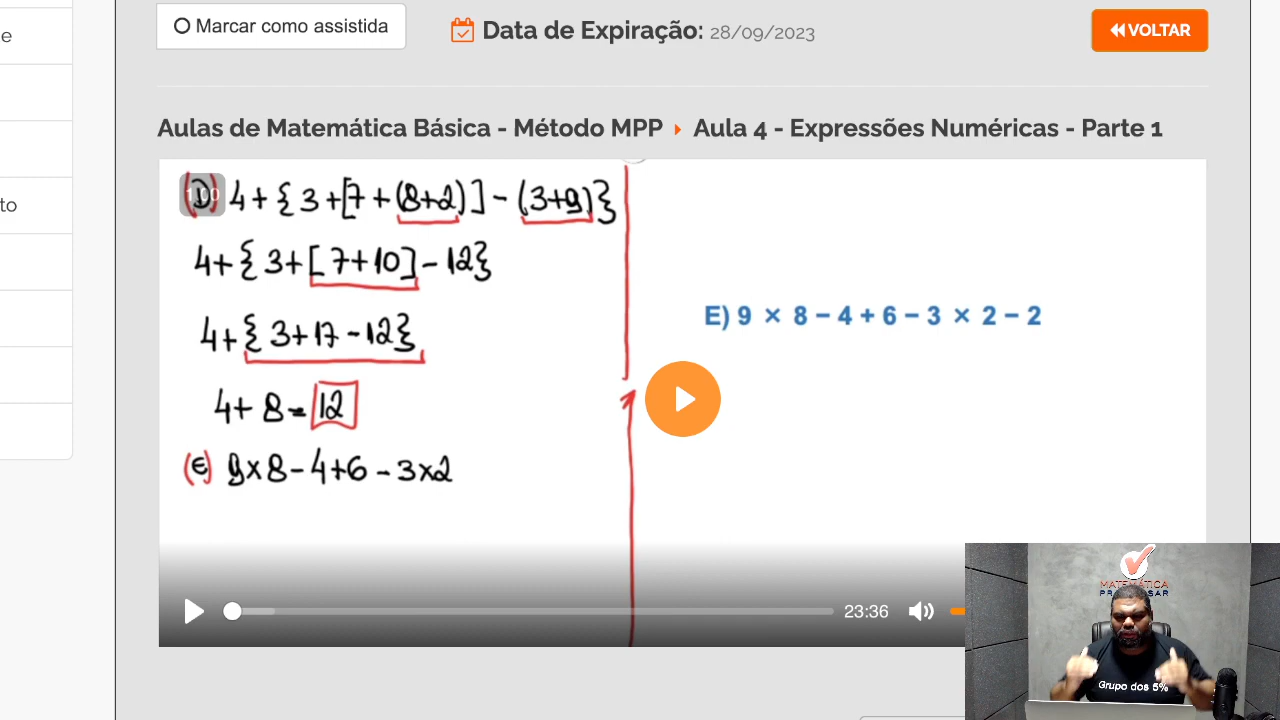 e
Marcar como assistida
Data de Expiração: 28/09/2023
VOLTAR
Aulas de Matemática Básica - Método MPP Aula 4 - Expressões Numéricas - Parte 1
(D) 4 + { 3 + [7 + (8+2)] - (3+9)}
4+{ 3+[ 7+10] - 12}
to
E) 9 × 8 – 4 + 6 – 3 × 2 – 2
4+{ 3+17 - 12}
4+ 8 = 12
(E) 9x8 - 4+6 - 3x2
23:36
MATEMÁTICA
Grupo dos 5%